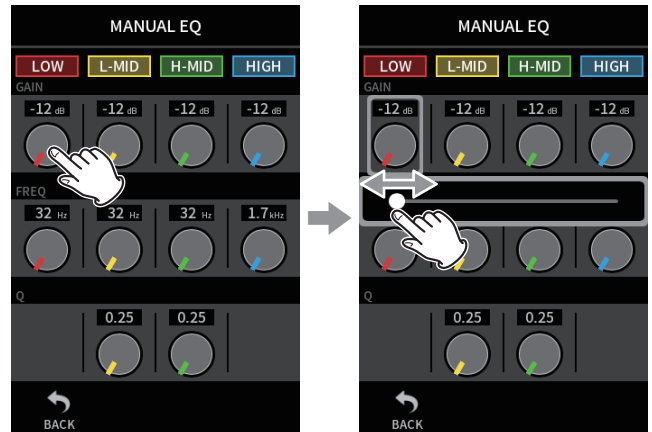 MANUAL EQ
LOW L-MID H-MID HIGH
GAIN
-12 dB -12 dB -12 dB -12 dB
FREQ
32 Hz 32 Hz 32 Hz 1.7 kHz
Q
0.25 0.25
BACK
MANUAL EQ
LOW L-MID H-MID HIGH
GAIN
-12 dB -12 dB -12 dB -12 dB
Q
0.25 0.25
BACK